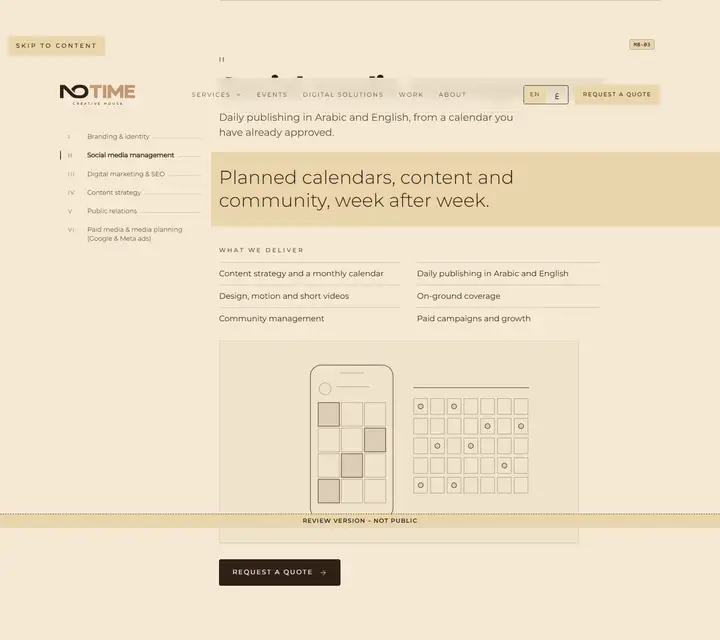 SKIP TO CONTENT
MB-03
II
NOTIME
CREATIVE HOUSE
SERVICES
EVENTS
DIGITAL SOLUTIONS
WORK
ABOUT
EN
REQUEST A QUOTE
Daily publishing in Arabic and English, from a calendar you
have already approved.
I Branding & identity
II Social media management
III Digital marketing & SEO
IV Content strategy
V Public relations
VI Paid media & media planning
(Google & Meta ads)
Planned calendars, content and
community, week after week.
WHAT WE DELIVER
Content strategy and a monthly calendar
Daily publishing in Arabic and English
Design, motion and short videos
On-ground coverage
Community management
Paid campaigns and growth
REVIEW VERSION – NOT PUBLIC
REQUEST A QUOTE →